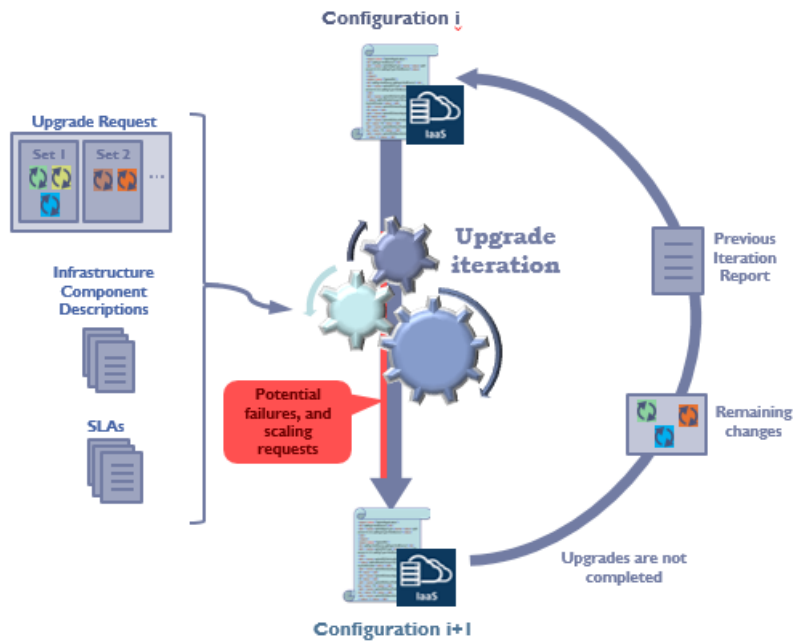 Configuration i
IaaS
Upgrade Request
Set 1
Set 2
...
Upgrade
iteration
Previous
Iteration
Report
Infrastructure
Component
Descriptions
Potential
failures, and
scaling
requests
SLAs
Remaining
changes
Upgrades are not
completed
IaaS
Configuration i+1